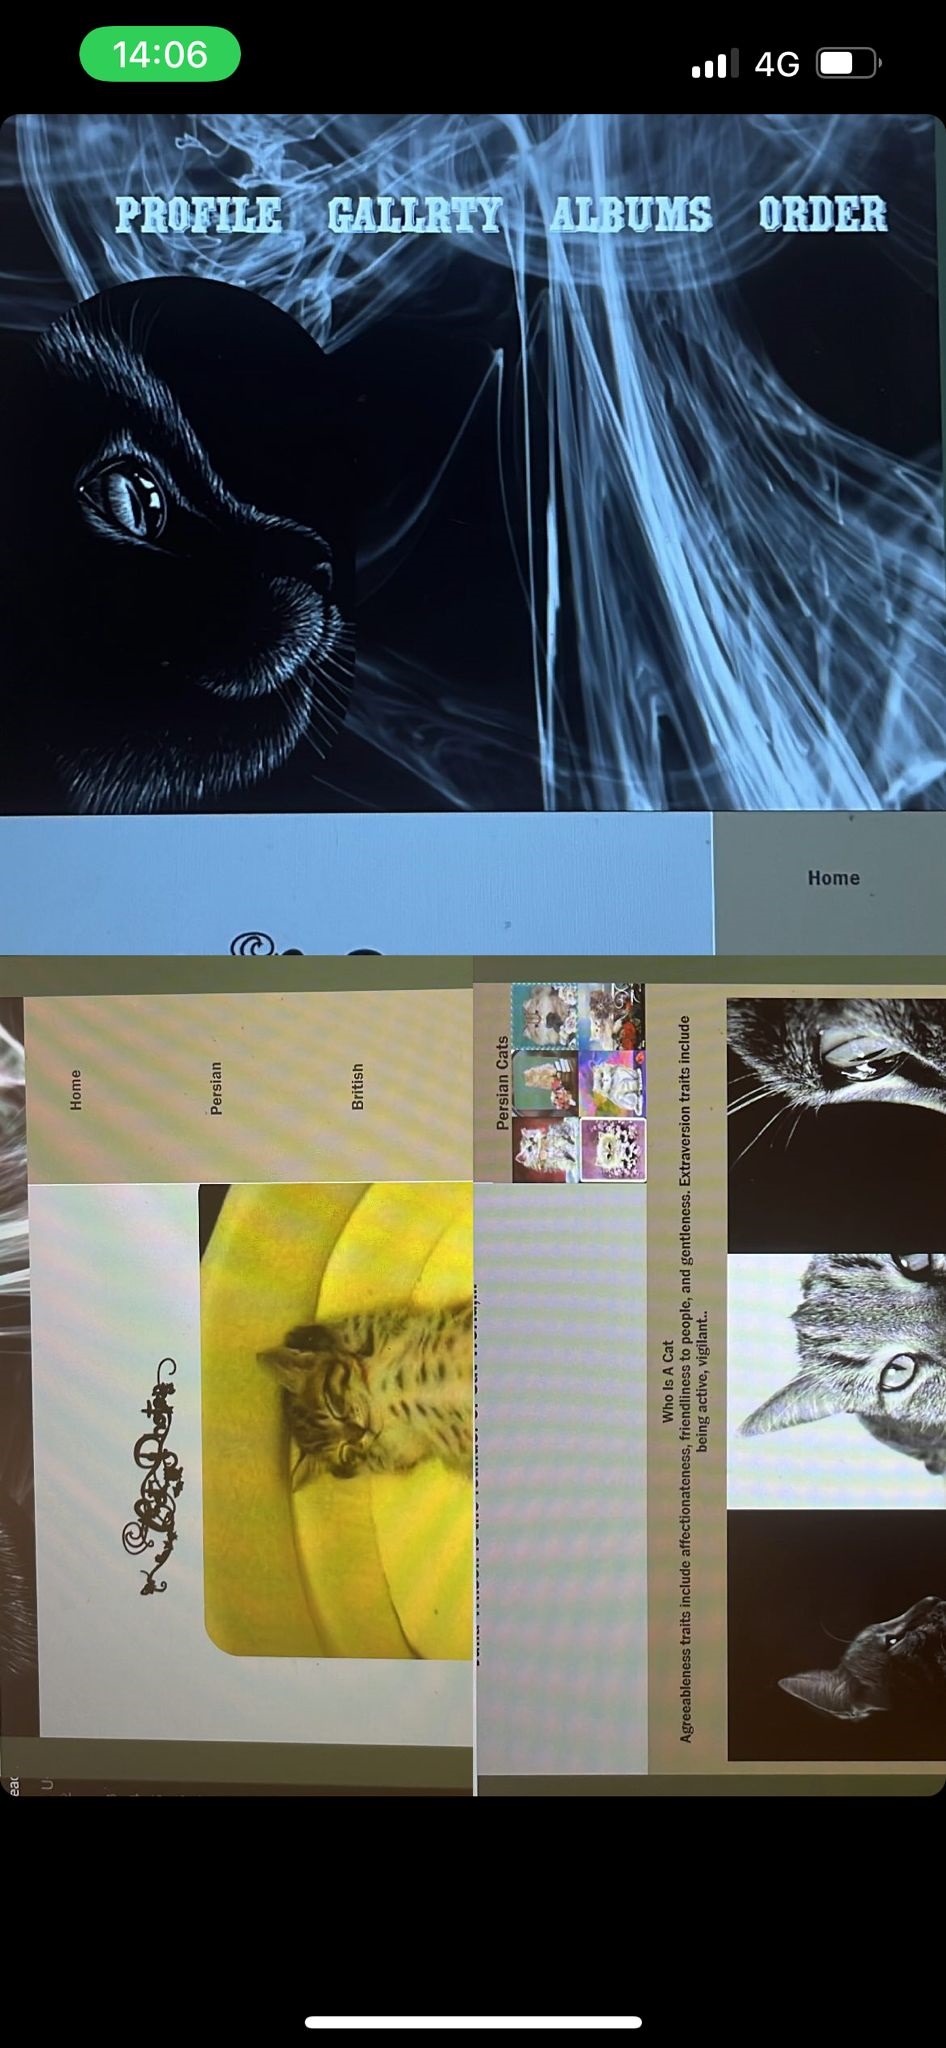 14:06
4G
PROFILE GALLRTY ALBUMS ORDER
Home
Home
Persian
British
Persian Cats
Who Is A Cat
Agreeableness traits include affectionateness, friendliness to people, and gentleness. Extraversion traits include
being active, vigilant..